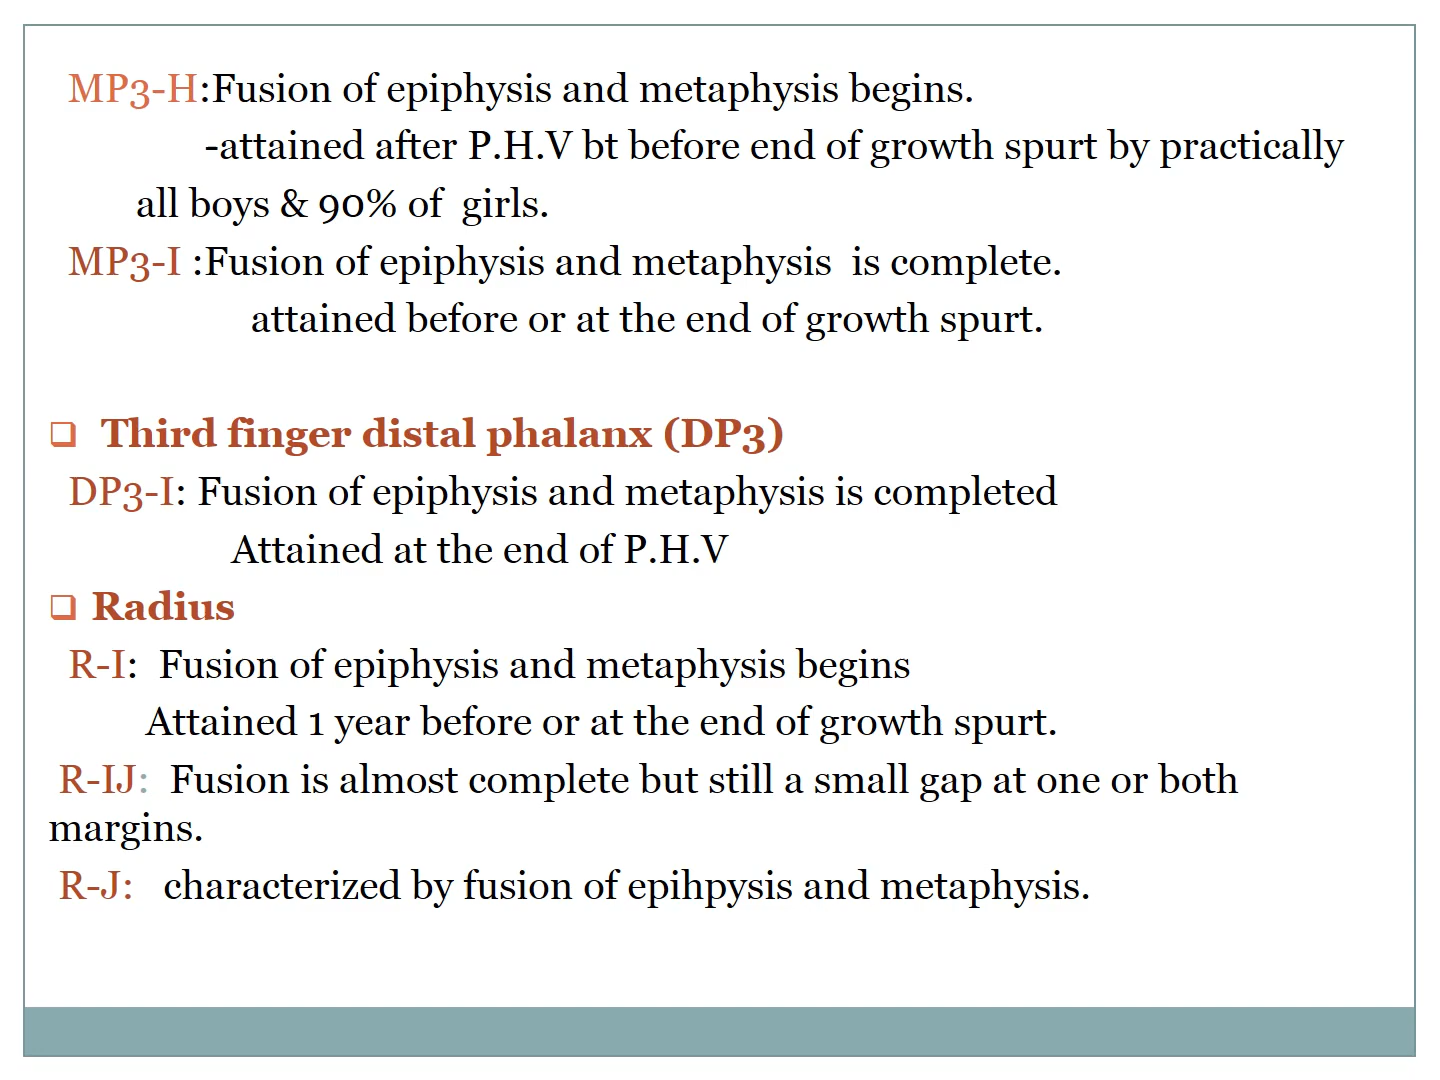 MP3-H:Fusion of epiphysis and metaphysis begins.
-attained after P.H.V bt before end of growth spurt by practically
all boys & 90% of girls.
MP3-I :Fusion of epiphysis and metaphysis is complete.
attained before or at the end of growth spurt.
❑ Third finger distal phalanx (DP3)
DP3-I: Fusion of epiphysis and metaphysis is completed
Attained at the end of P.H.V
❑ Radius
R-I: Fusion of epiphysis and metaphysis begins
Attained 1 year before or at the end of growth spurt.
R-IJ: Fusion is almost complete but still a small gap at one or both
margins.
R-J: characterized by fusion of epihpysis and metaphysis.